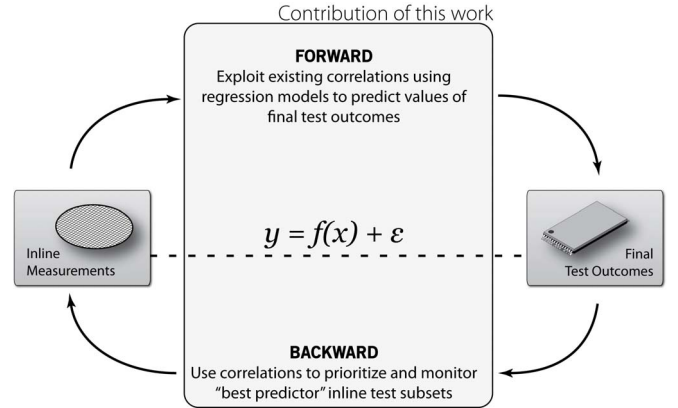 Contribution of this work
FORWARD
Exploit existing correlations using
regression models to predict values of
final test outcomes
Inline
Measurements
y = f(x) + ε
Final
Test Outcomes
BACKWARD
Use correlations to prioritize and monitor
“best predictor” inline test subsets